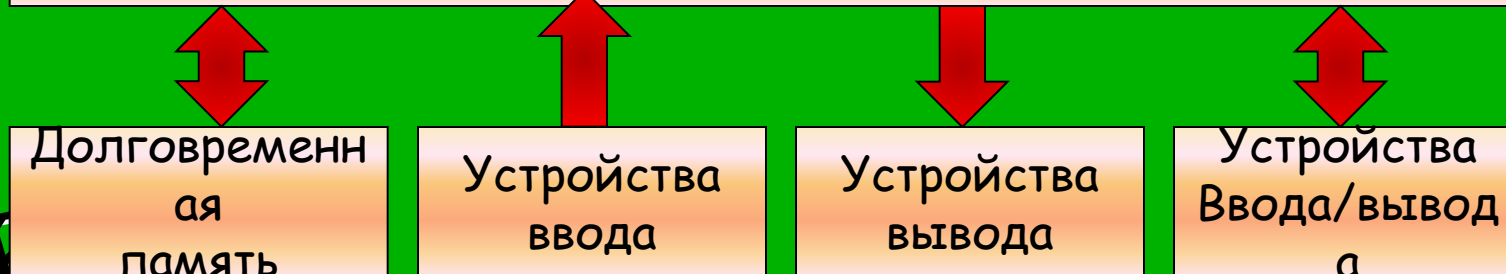 Долговременн
ая
память
Устройства
ввода
Устройства
вывода
Устройства
Ввода/вывод
а